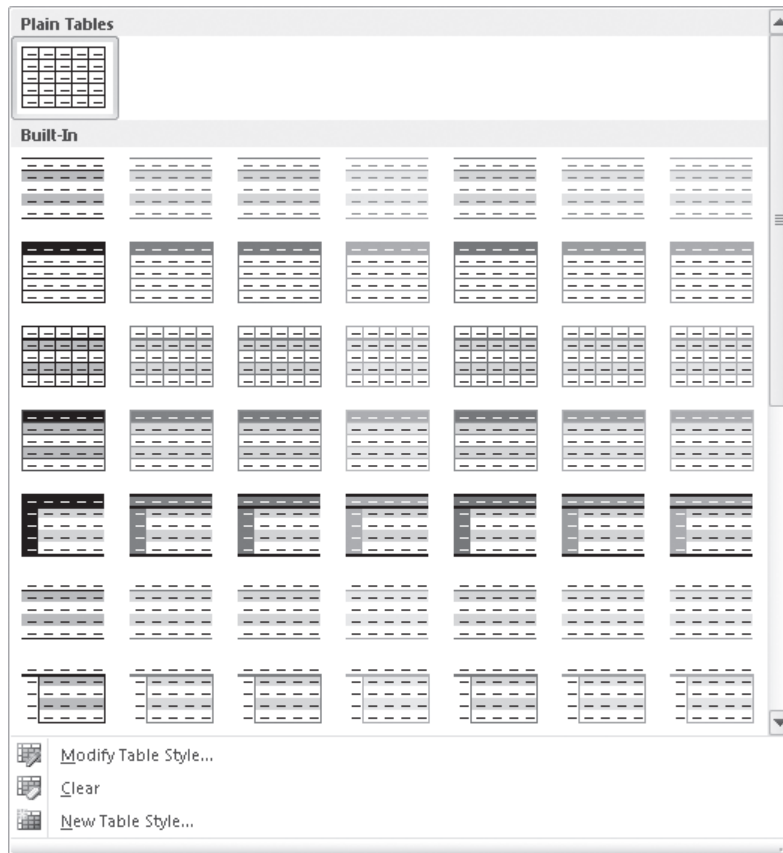 Plain Tables
Built-In
Modify Table Style...
Clear
New Table Style...